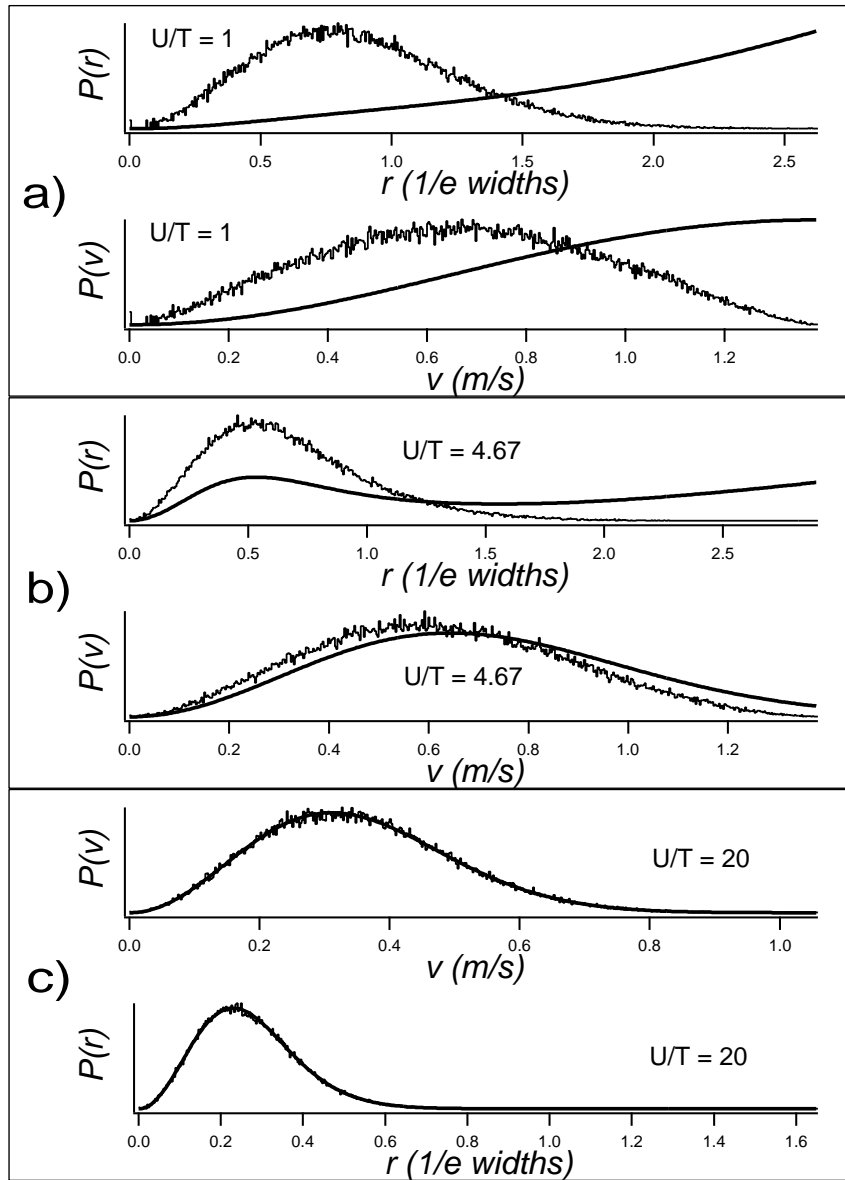 a)
U/T = 1
P(r)
0.0 0.5 1.0 1.5 2.0 2.5
r (1/e widths)
U/T = 1
P(v)
0.0 0.2 0.4 0.6 0.8 1.0 1.2
v (m/s)
b)
U/T = 4.67
P(r)
0.0 0.5 1.0 1.5 2.0 2.5
r (1/e widths)
U/T = 4.67
P(v)
0.0 0.2 0.4 0.6 0.8 1.0 1.2
v (m/s)
c)
U/T = 20
P(v)
0.0 0.2 0.4 0.6 0.8 1.0
v (m/s)
U/T = 20
P(r)
0.0 0.2 0.4 0.6 0.8 1.0 1.2 1.4 1.6
r (1/e widths)